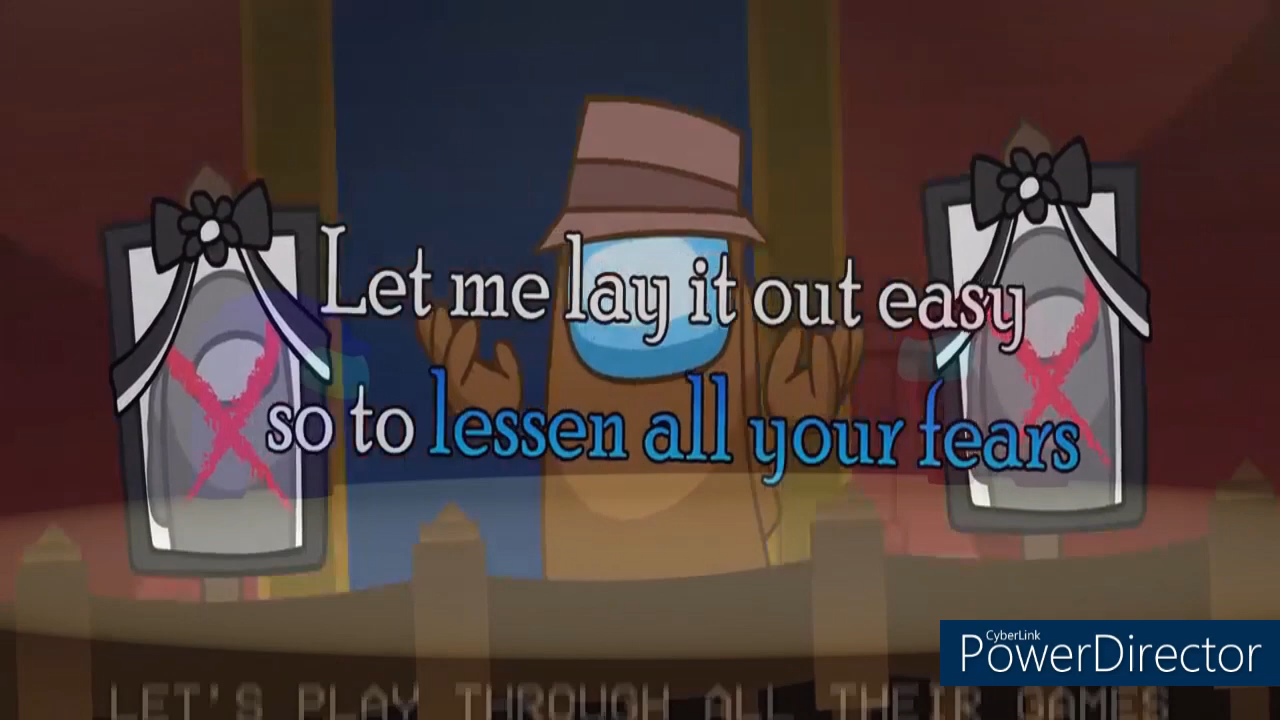 Let me lay it out easy
so to lessen all your fears
CyberLink
PowerDirector
LET'S PLAY THROUGH ALL THEIR GAMES